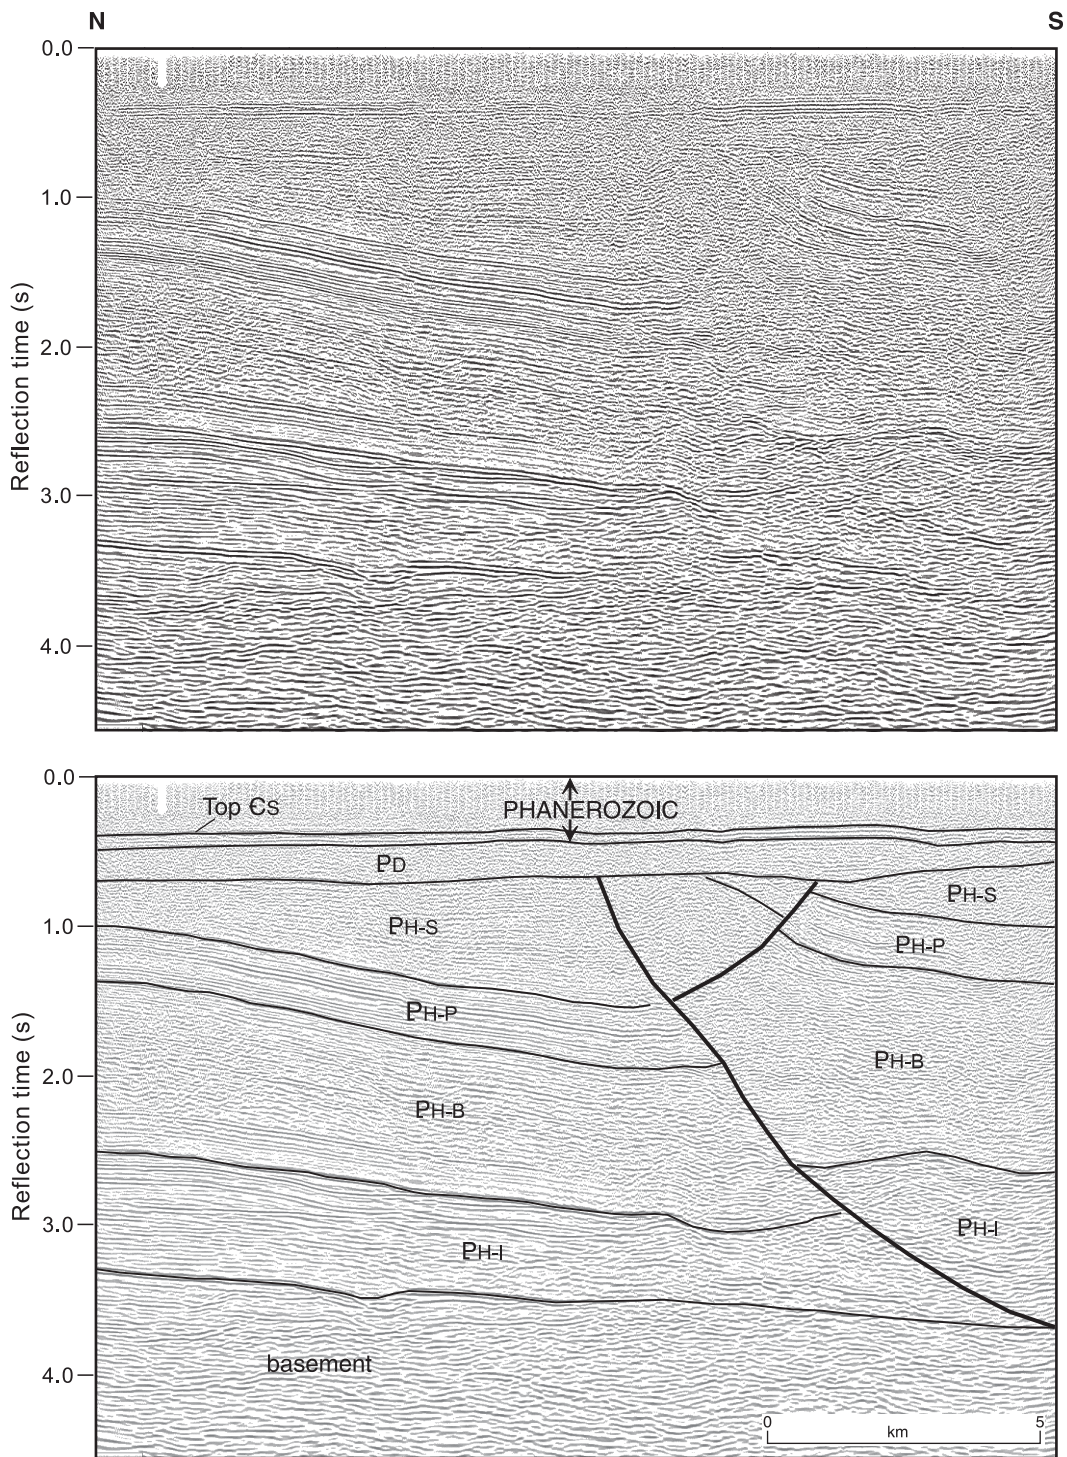 N S
0.0
1.0
2.0
3.0
4.0
Reflection time (s)
0.0
1.0
2.0
3.0
4.0
Reflection time (s)
Top ЄS
PHANEROZOIC
PD
PH-S
PH-S
PH-P
PH-P
PH-B
PH-B
PH-I
PH-I
basement
0 5
km